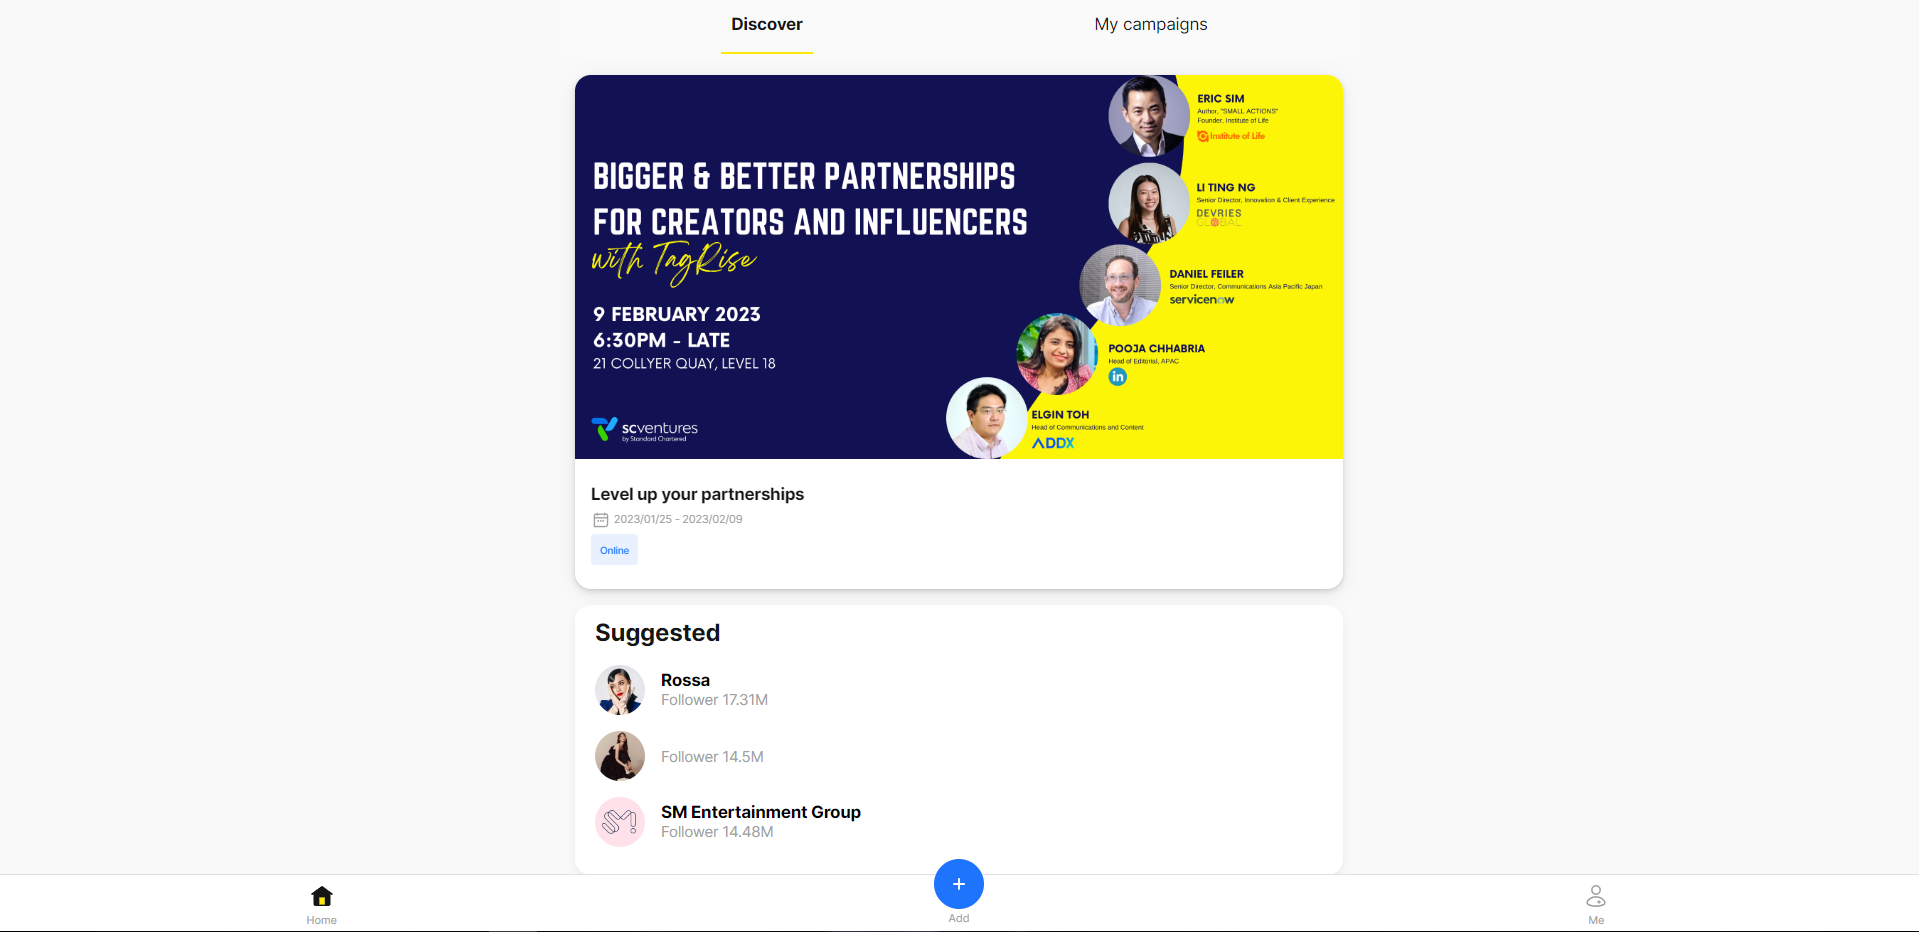 Discover
My campaigns
BIGGER & BETTER PARTNERSHIPS
FOR CREATORS AND INFLUENCERS
with TagRise
9 FEBRUARY 2023
6:30PM - LATE
21 COLLYER QUAY, LEVEL 18
scventures
by Standard Chartered
ERIC SIM
Author, "SMALL ACTIONS"
Founder, Institute of Life
Institute of Life
LI TING NG
Senior Director, Innovation & Client Experience
DEVRIES
GLOBAL
DANIEL FEILER
Senior Director, Communications Asia Pacific Japan
servicenow
POOJA CHHABRIA
Head of Editorial, APAC
in
ELGIN TOH
Head of Communications and Content
ADDX
Level up your partnerships
2023/01/25 - 2023/02/09
Online
Suggested
Rossa
Follower 17.31M
Follower 14.5M
SM!
SM Entertainment Group
Follower 14.48M
Home
Add
Me